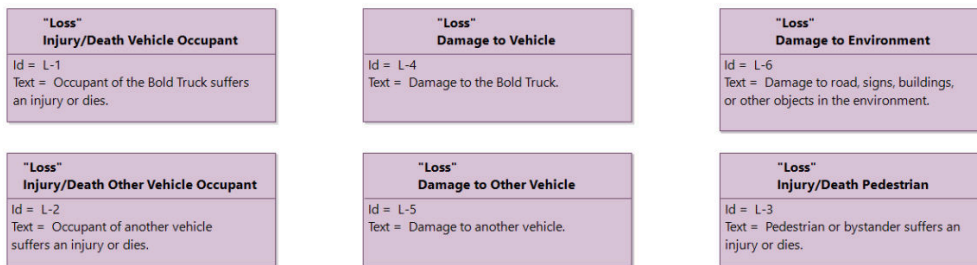 "Loss"
Injury/Death Vehicle Occupant
Id = L-1
Text = Occupant of the Bold Truck suffers
an injury or dies.
"Loss"
Damage to Vehicle
Id = L-4
Text = Damage to the Bold Truck.
"Loss"
Damage to Environment
Id = L-6
Text = Damage to road, signs, buildings,
or other objects in the environment.
"Loss"
Injury/Death Other Vehicle Occupant
Id = L-2
Text = Occupant of another vehicle
suffers an injury or dies.
"Loss"
Damage to Other Vehicle
Id = L-5
Text = Damage to another vehicle.
"Loss"
Injury/Death Pedestrian
Id = L-3
Text = Pedestrian or bystander suffers an
injury or dies.